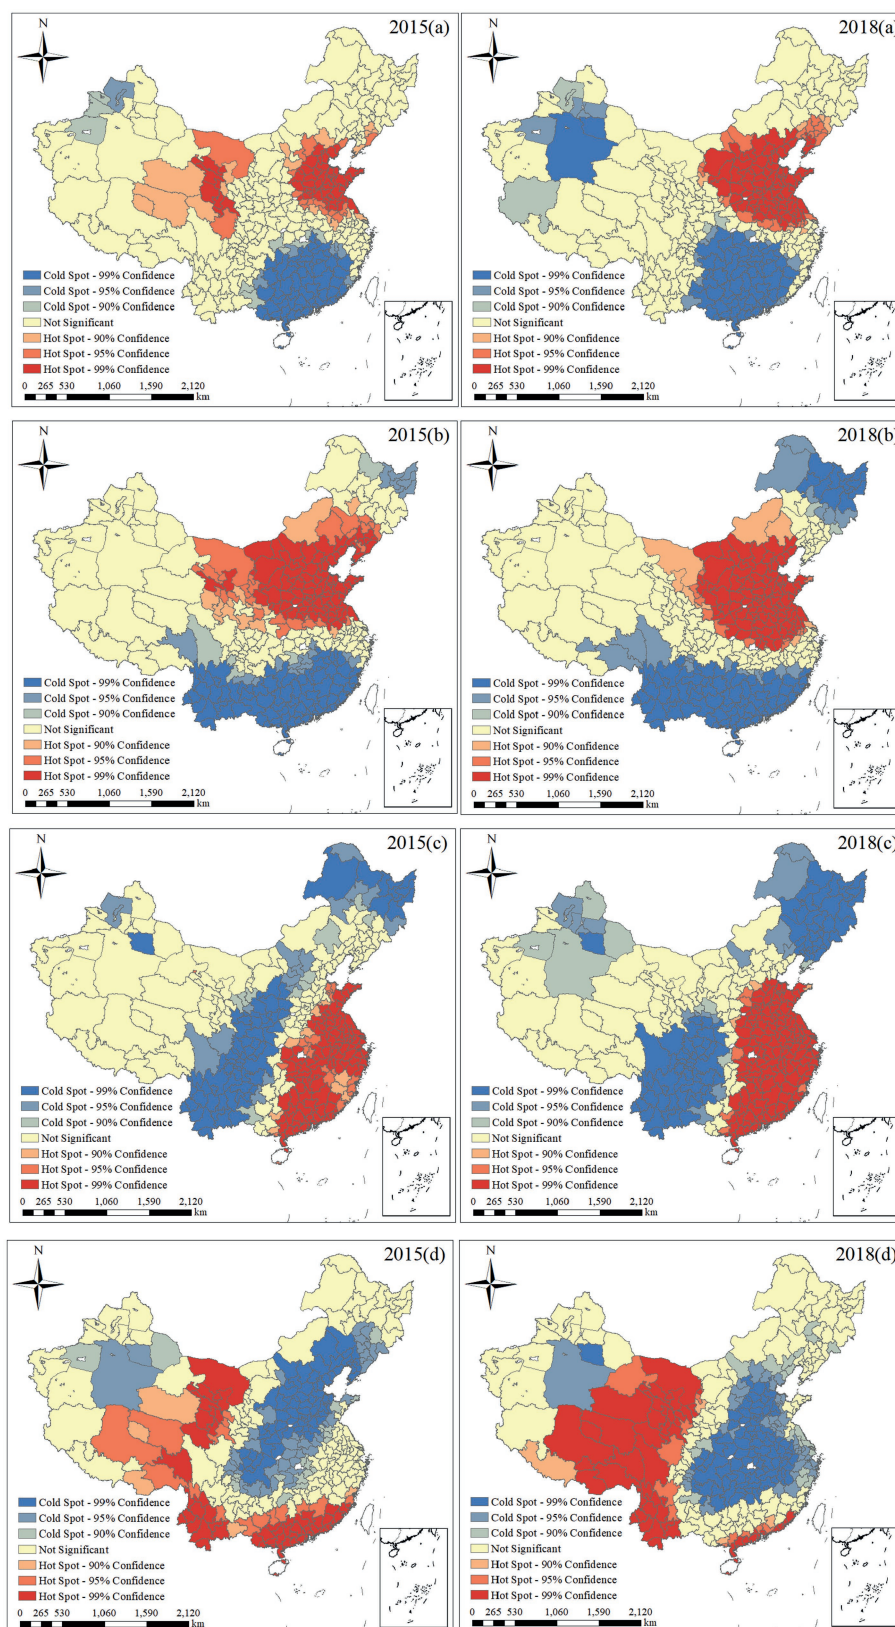 N
2015(a)
Cold Spot - 99% Confidence
Cold Spot - 95% Confidence
Cold Spot - 90% Confidence
Not Significant
Hot Spot - 90% Confidence
Hot Spot - 95% Confidence
Hot Spot - 99% Confidence
0 265 530 1,060 1,590 2,120
km
N
2018(a)
Cold Spot - 99% Confidence
Cold Spot - 95% Confidence
Cold Spot - 90% Confidence
Not Significant
Hot Spot - 90% Confidence
Hot Spot - 95% Confidence
Hot Spot - 99% Confidence
0 265 530 1,060 1,590 2,120
km
N
2015(b)
Cold Spot - 99% Confidence
Cold Spot - 95% Confidence
Cold Spot - 90% Confidence
Not Significant
Hot Spot - 90% Confidence
Hot Spot - 95% Confidence
Hot Spot - 99% Confidence
0 265 530 1,060 1,590 2,120
km
N
2018(b)
Cold Spot - 99% Confidence
Cold Spot - 95% Confidence
Cold Spot - 90% Confidence
Not Significant
Hot Spot - 90% Confidence
Hot Spot - 95% Confidence
Hot Spot - 99% Confidence
0 265 530 1,060 1,590 2,120
km
N
2015(c)
Cold Spot - 99% Confidence
Cold Spot - 95% Confidence
Cold Spot - 90% Confidence
Not Significant
Hot Spot - 90% Confidence
Hot Spot - 95% Confidence
Hot Spot - 99% Confidence
0 265 530 1,060 1,590 2,120
km
N
2018(c)
Cold Spot - 99% Confidence
Cold Spot - 95% Confidence
Cold Spot - 90% Confidence
Not Significant
Hot Spot - 90% Confidence
Hot Spot - 95% Confidence
Hot Spot - 99% Confidence
0 265 530 1,060 1,590 2,120
km
N
2015(d)
Cold Spot - 99% Confidence
Cold Spot - 95% Confidence
Cold Spot - 90% Confidence
Not Significant
Hot Spot - 90% Confidence
Hot Spot - 95% Confidence
Hot Spot - 99% Confidence
0 265 530 1,060 1,590 2,120
km
N
2018(d)
Cold Spot - 99% Confidence
Cold Spot - 95% Confidence
Cold Spot - 90% Confidence
Not Significant
Hot Spot - 90% Confidence
Hot Spot - 95% Confidence
Hot Spot - 99% Confidence
0 265 530 1,060 1,590 2,120
km